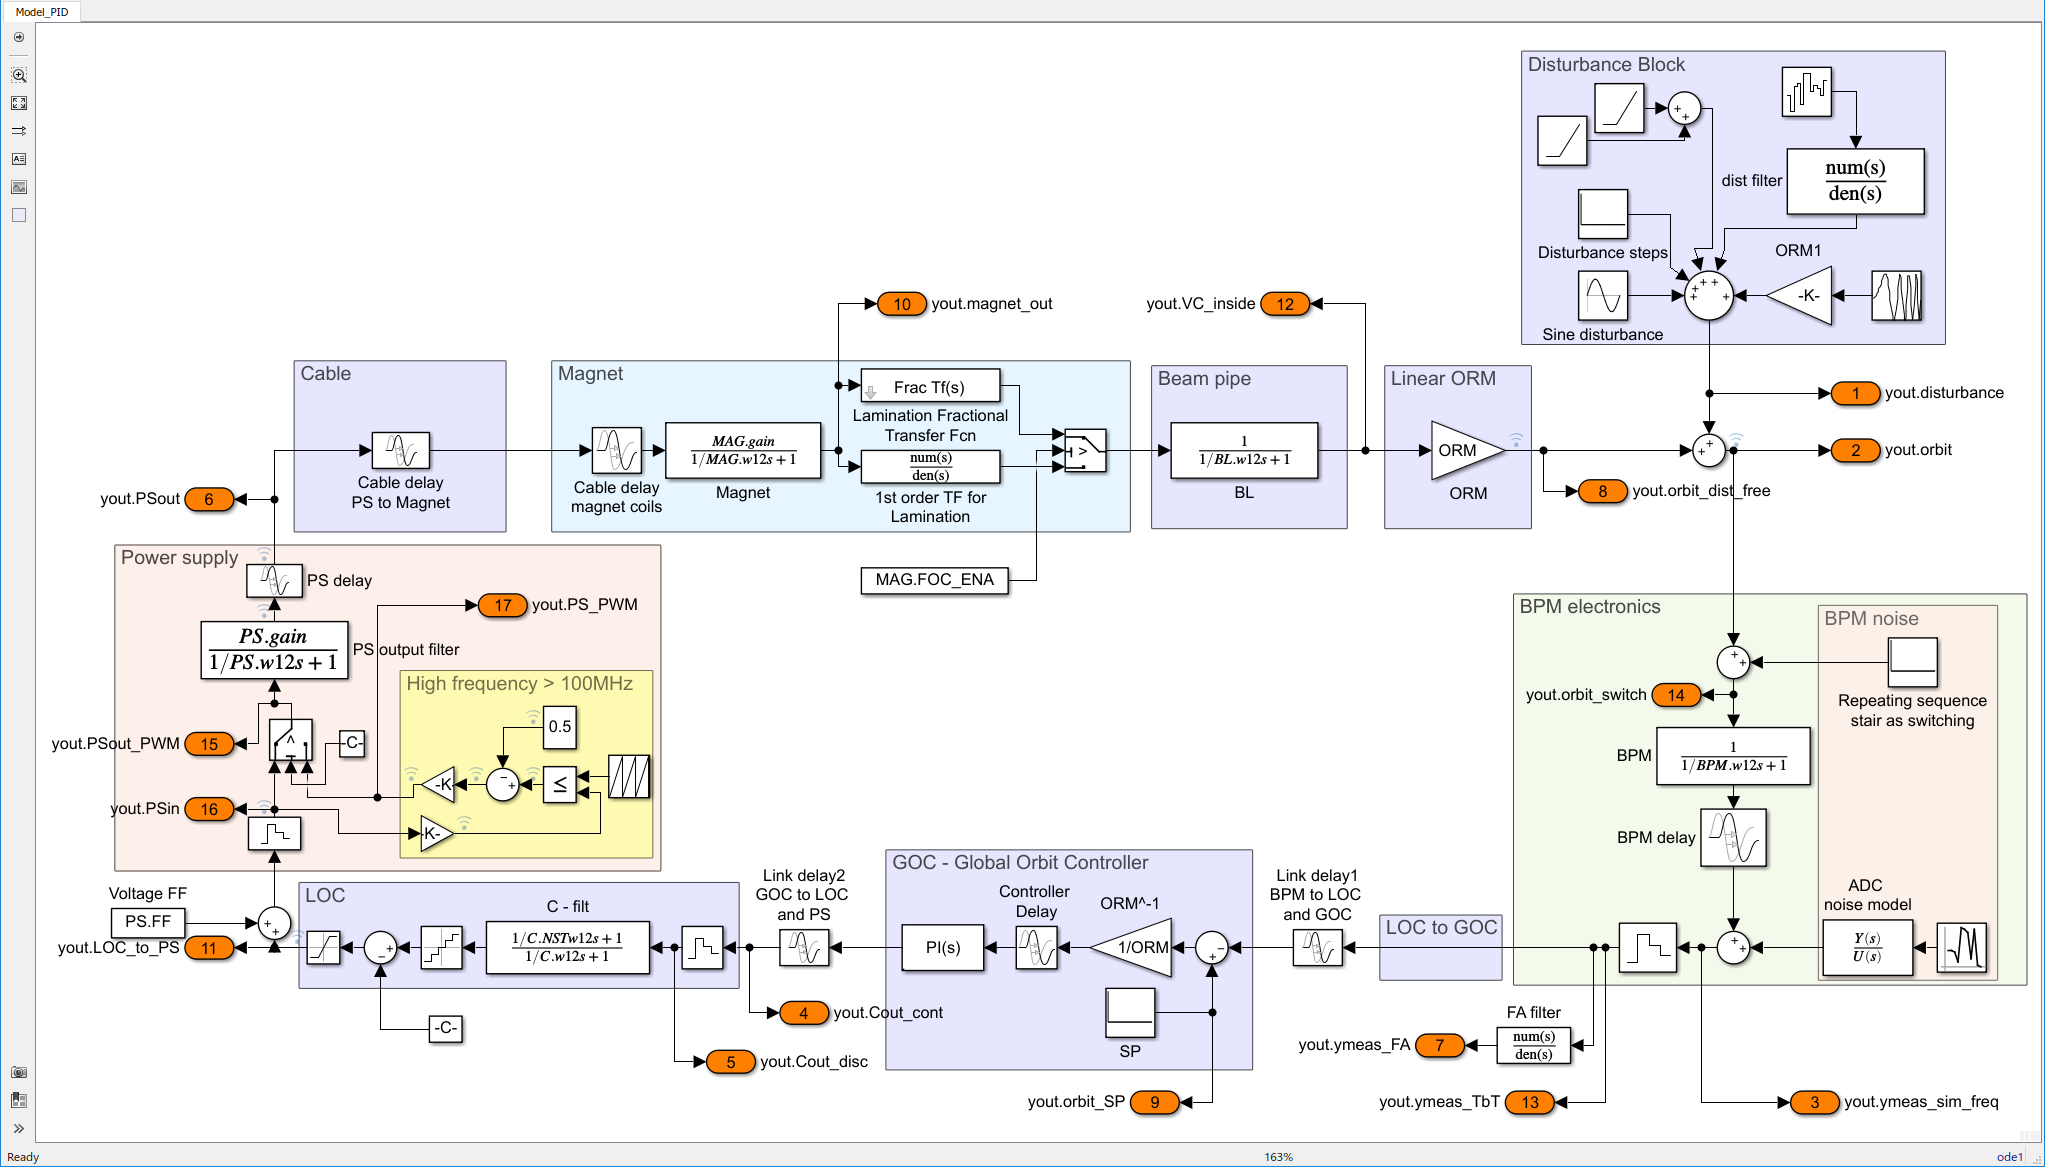 Model_PID
Disturbance Block
+
+
num(s)
den(s)
dist filter
Disturbance steps
ORM1
-K-
+ + + + +
Sine disturbance
10
yout.magnet_out
yout.VC_inside
12
Cable
Cable delay
PS to Magnet
Magnet
Cable delay
magnet coils
MAG.gain
1/MAG.w12s + 1
Magnet
Frac Tf(s)
Lamination Fractional
Transfer Fcn
num(s)
den(s)
1st order TF for
Lamination
>
MAG.FOC_ENA
Beam pipe
1
1/BL.w12s + 1
BL
Linear ORM
ORM
ORM
1
yout.disturbance
+
+
2
yout.orbit
8
yout.orbit_dist_free
yout.PSout
6
Power supply
PS delay
PS.gain
1/PS.w12s + 1
PS output filter
17
yout.PS_PWM
High frequency > 100MHz
0.5
−
+
≤
-K
-K-
yout.PSout_PWM
15
>
-C-
yout.PSin
16
BPM electronics
BPM noise
+
+
yout.orbit_switch
14
Repeating sequence
stair as switching
BPM
1
1/BPM.w12s + 1
BPM delay
ADC
noise model
Y(s)
U(s)
+
+
Voltage FF
PS.FF
+
+
yout.LOC_to_PS
11
LOC
+
−
C - filt
1/C.NSTw12s + 1
1/C.w12s + 1
-C-
Link delay2
GOC to LOC
and PS
4
yout.Cout_cont
5
yout.Cout_disc
GOC - Global Orbit Controller
PI(s)
Controller
Delay
ORM^-1
1/ORM
−
+
SP
yout.orbit_SP
9
Link delay1
BPM to LOC
and GOC
LOC to GOC
FA filter
num(s)
den(s)
yout.ymeas_FA
7
yout.ymeas_TbT
13
3
yout.ymeas_sim_freq
Ready
163%
ode1